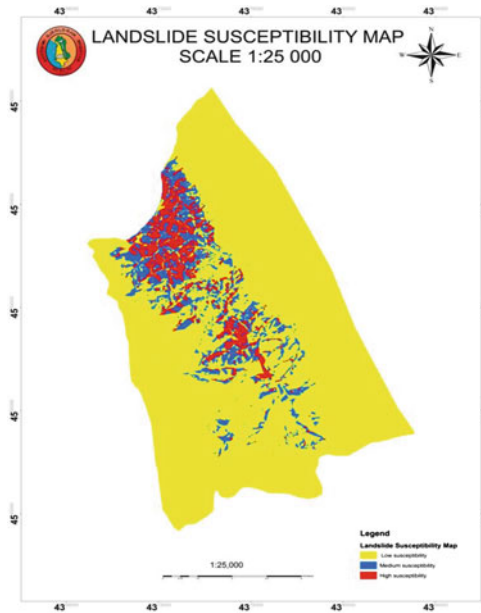 43 43 43 43 43
LANDSLIDE SUSCEPTIBILITY MAP
SCALE 1:25 000
N
W E
S
45
45
45
45
45
Legend
Landslide Susceptibility Map
Low susceptibility
Medium susceptibility
High susceptibility
1:25,000
43 43 43 43 43